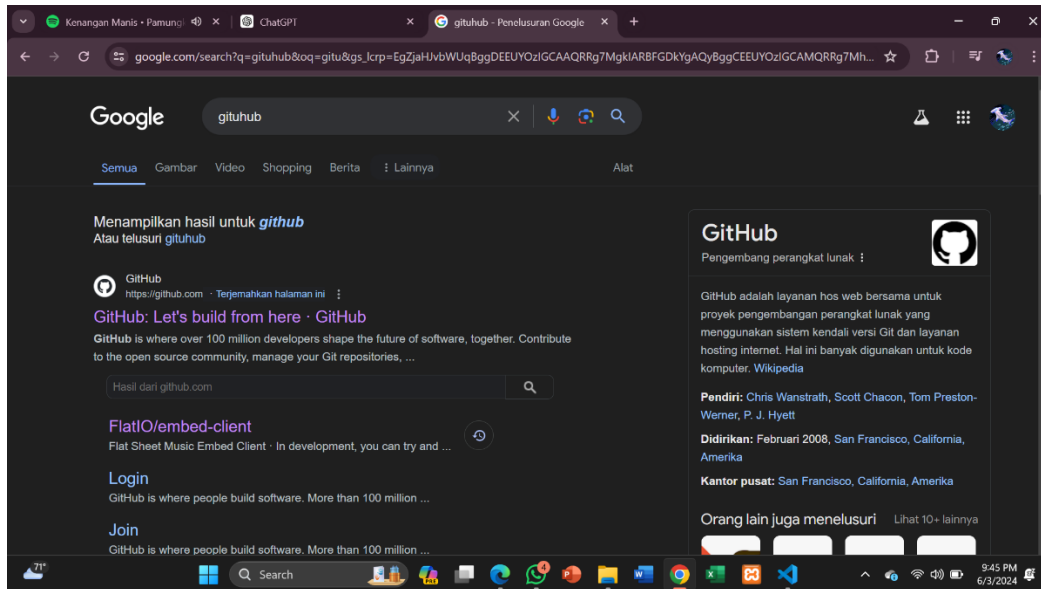 Kenangan Manis • Pamung
ChatGPT
gituhub - Penelusuran Google
google.com/search?q=gituhub&oq=gitu&gs_lcrp=EgZjaHJvbWUqBggDEEUYOzIGCAAQRRg7MgkIARBFGDkYgAQyBggCEEUYOzIGCAMQRRg7Mh...
Google
gituhub
Semua Gambar Video Shopping Berita Lainnya Alat
Menampilkan hasil untuk github
Atau telusuri gituhub
GitHub
https://github.com · Terjemahkan halaman ini
GitHub: Let's build from here · GitHub
GitHub is where over 100 million developers shape the future of software, together. Contribute
to the open source community, manage your Git repositories, ...
Hasil dari github.com
FlatIO/embed-client
Flat Sheet Music Embed Client · In development, you can try and ...
Login
GitHub is where people build software. More than 100 million ...
Join
GitHub is where people build software. More than 100 million ...
GitHub
Pengembang perangkat lunak
GitHub adalah layanan hos web bersama untuk
proyek pengembangan perangkat lunak yang
menggunakan sistem kendali versi Git dan layanan
hosting internet. Hal ini banyak digunakan untuk kode
komputer. Wikipedia
Pendiri: Chris Wanstrath, Scott Chacon, Tom Preston-
Werner, P. J. Hyett
Didirikan: Februari 2008, San Francisco, California,
Amerika
Kantor pusat: San Francisco, California, Amerika
Orang lain juga menelusuri Lihat 10+ lainnya
71°
Search
4
9:45 PM
6/3/2024